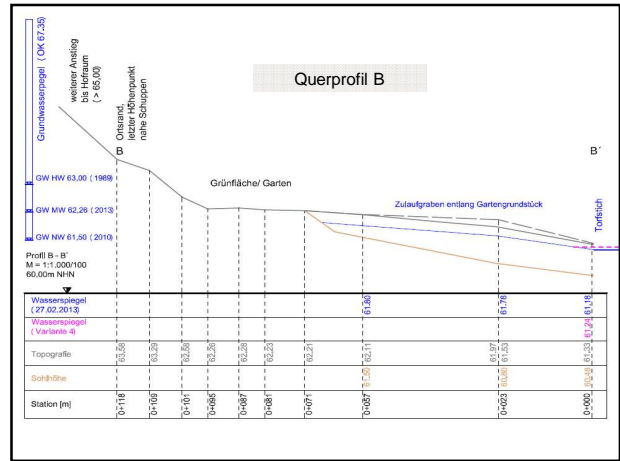 Querprofil B
Grundwasserpegel ( OK 67.35)
weiterer Anstieg
bis Hofraum
( > 65,00)
Ortsrand,
letzter Höhenpunkt
nahe Schuppen
B
B´
GW HW 63,00 ( 1989)
Grünfläche/ Garten
Zulaufgraben entlang Gartengrundstück
Torfstich
GW MW 62,26 ( 2013)
GW NW 61,50 ( 2010)
Profil B - B´
M = 1:1.000/100
60,00m NHN
Wasserspiegel
(27.02.2013)
61,80
61,76
61,18
Wasserspiegel
(Variante 4)
61,24
Topografie
63,58
63,29
62,58
62,26
62,28
62,23
62,21
62,11
61,97
61,53
61,33
Sohlhöhe
61,50
60,80
60,48
Station [m]
0+118
0+109
0+101
0+095
0+087
0+081
0+071
0+057
0+023
0+000